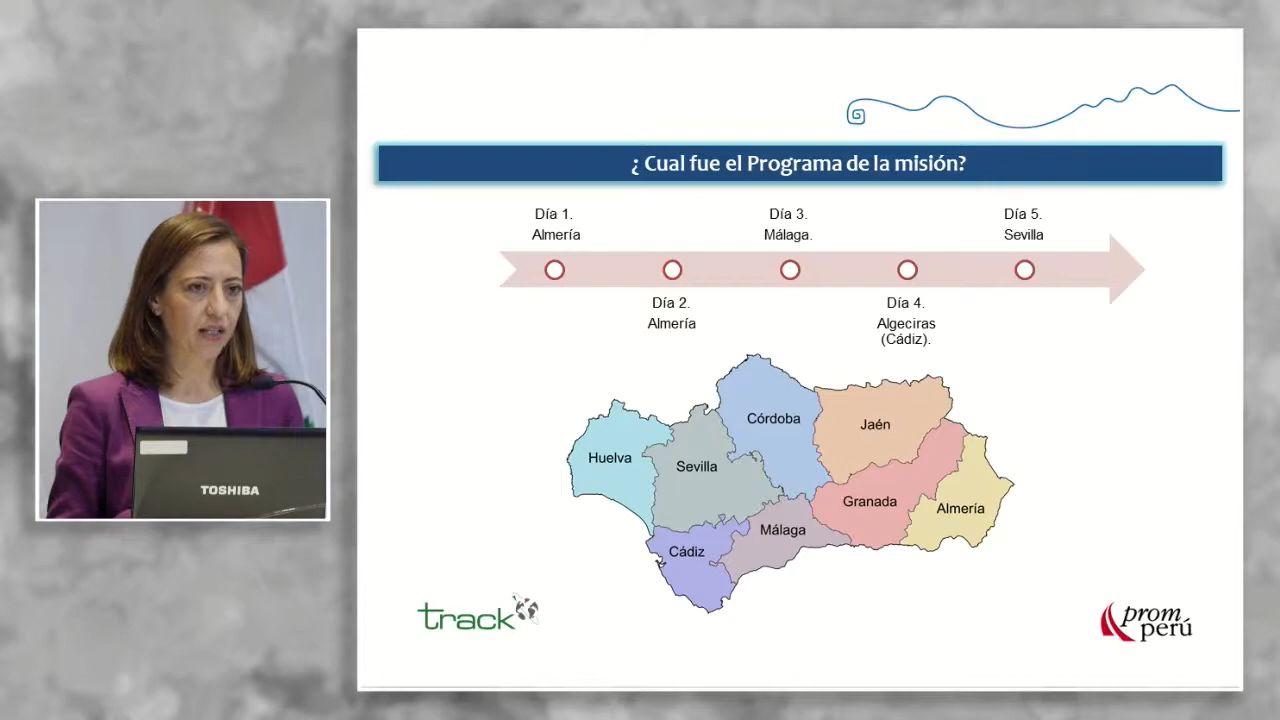 ¿ Cual fue el Programa de la misión?
Día 1.
Almería
Día 3.
Málaga.
Día 5.
Sevilla
Día 2.
Almería
Día 4.
Algeciras
(Cádiz).
Córdoba
Jaén
Huelva
Sevilla
Granada
Almería
Málaga
Cádiz
track
prom
perú
TOSHIBA